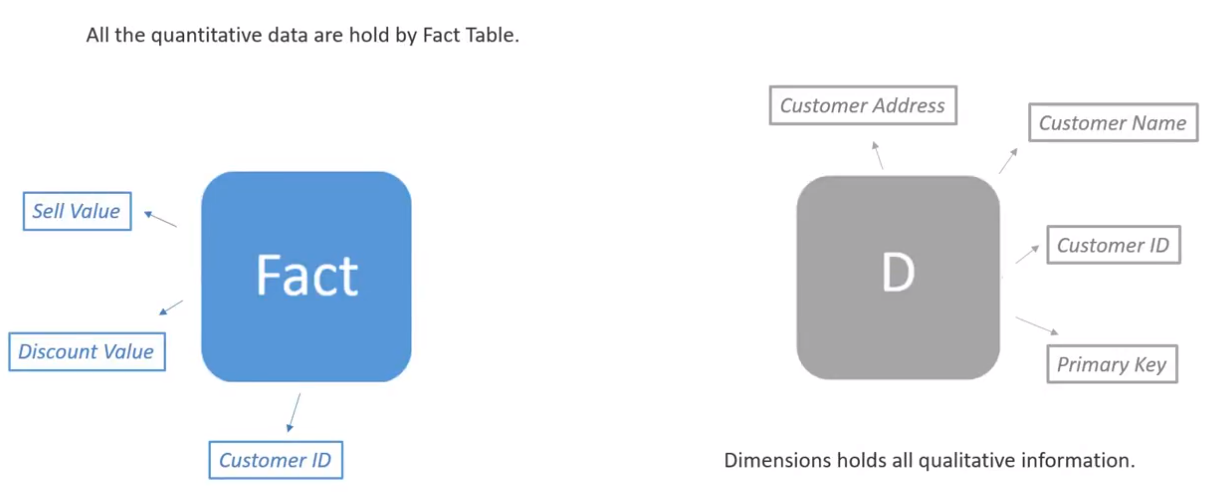 All the quantitative data are hold by Fact Table.
Customer Address
Customer Name
Sell Value
Fact
D
Customer ID
Discount Value
Primary Key
Customer ID
Dimensions holds all qualitative information.